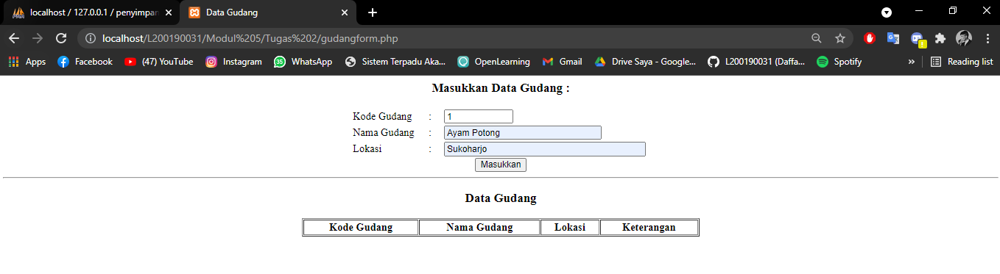 localhost / 127.0.0.1 / penyimpan
Data Gudang
localhost/L200190031/Modul%205/Tugas%202/gudangform.php
Apps Facebook (47) YouTube Instagram WhatsApp Sistem Terpadu Aka... OpenLearning Gmail Drive Saya - Google... L200190031 (Daffa... Spotify » Reading list
Masukkan Data Gudang :
Kode Gudang : 1
Nama Gudang : Ayam Potong
Lokasi : Sukoharjo
Masukkan
Data Gudang
Kode Gudang Nama Gudang Lokasi Keterangan